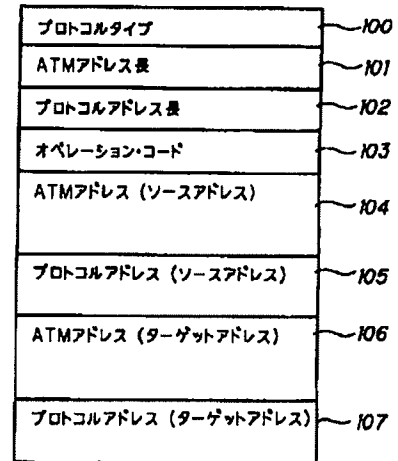 プロトコルタイプ 100
ATMアドレス長 101
プロトコルアドレス長 102
オペレーション・コード 103
ATMアドレス (ソースアドレス) 104
プロトコルアドレス (ソースアドレス) 105
ATMアドレス (ターゲットアドレス) 106
プロトコルアドレス (ターゲットアドレス) 107